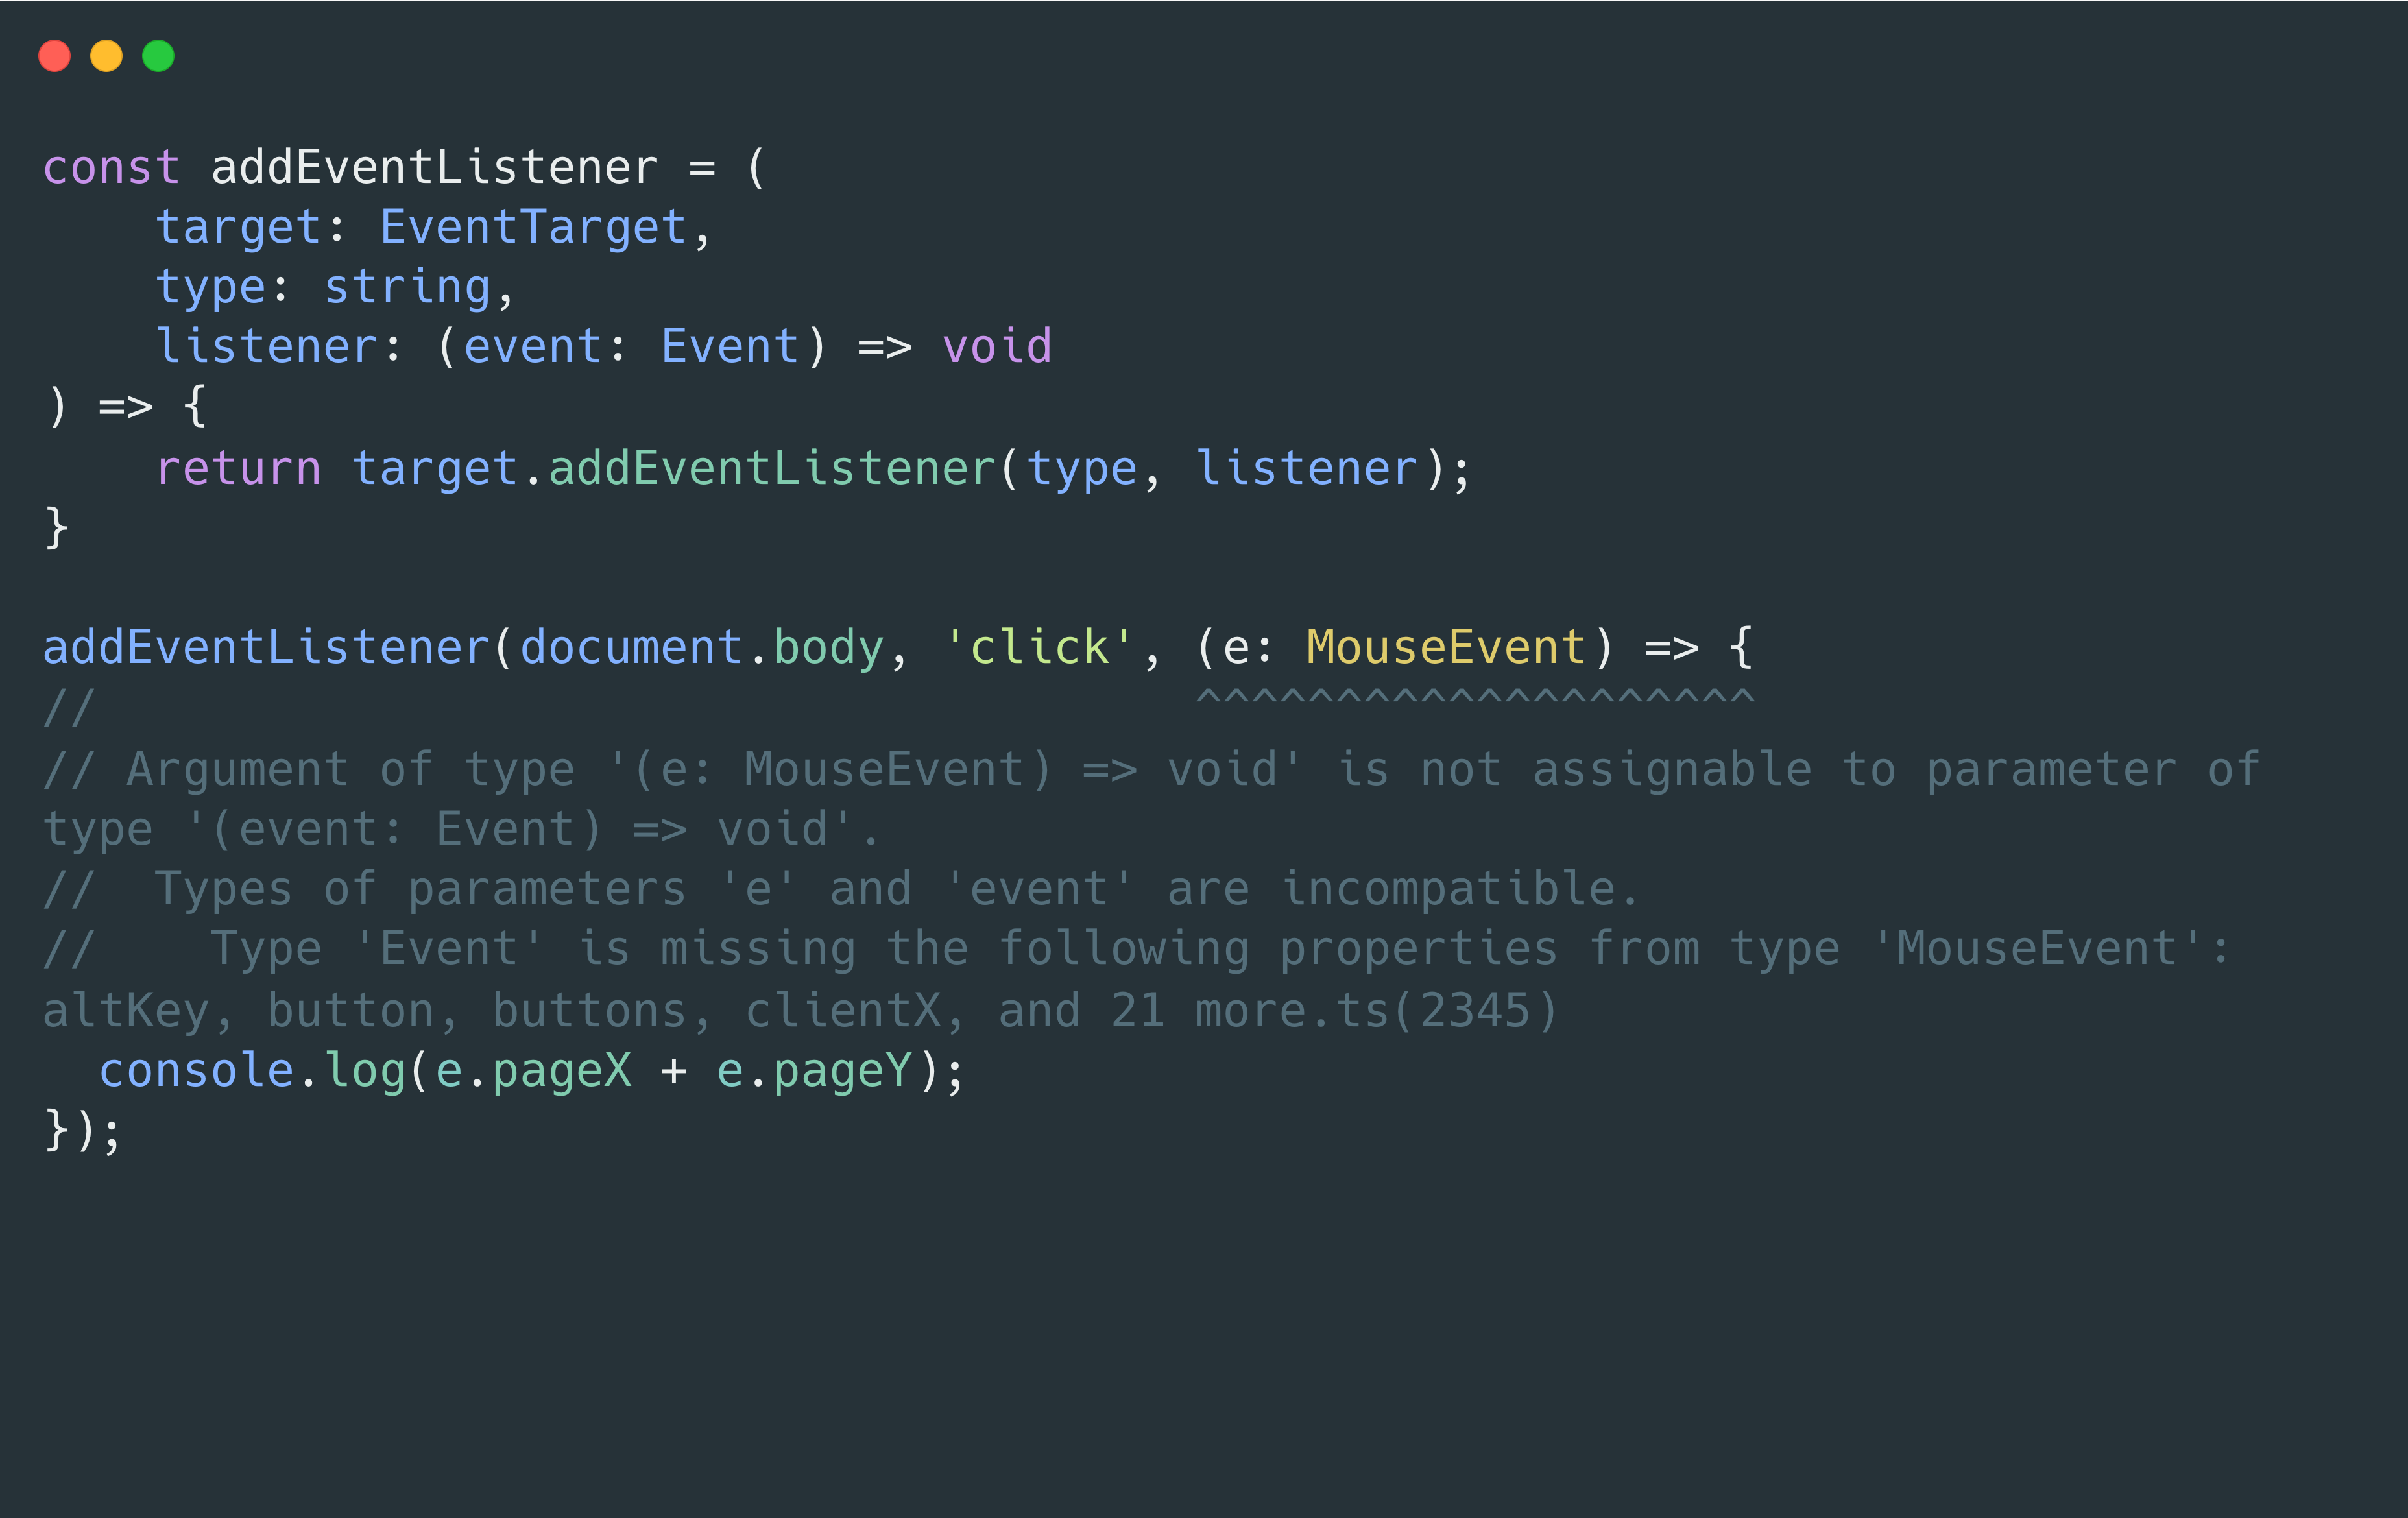 const addEventListener = (
    target: EventTarget,
    type: string,
    listener: (event: Event) => void
) => {
    return target.addEventListener(type, listener);
}

addEventListener(document.body, 'click', (e: MouseEvent) => {
//                                       ^^^^^^^^^^^^^^^^^^^^
// Argument of type '(e: MouseEvent) => void' is not assignable to parameter of
type '(event: Event) => void'.
//  Types of parameters 'e' and 'event' are incompatible.
//    Type 'Event' is missing the following properties from type 'MouseEvent':
altKey, button, buttons, clientX, and 21 more.ts(2345)
  console.log(e.pageX + e.pageY);
});